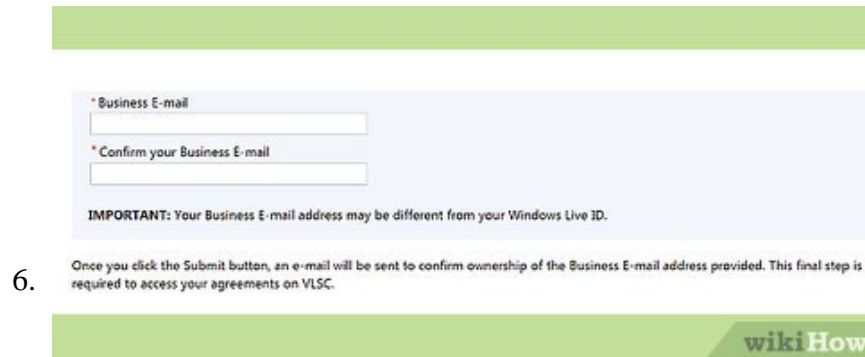 * Business E-mail
* Confirm your Business E-mail
IMPORTANT: Your Business E-mail address may be different from your Windows Live ID.
6.
Once you click the Submit button, an e-mail will be sent to confirm ownership of the Business E-mail address provided. This final step is
required to access your agreements on VLSC.
wikiHow